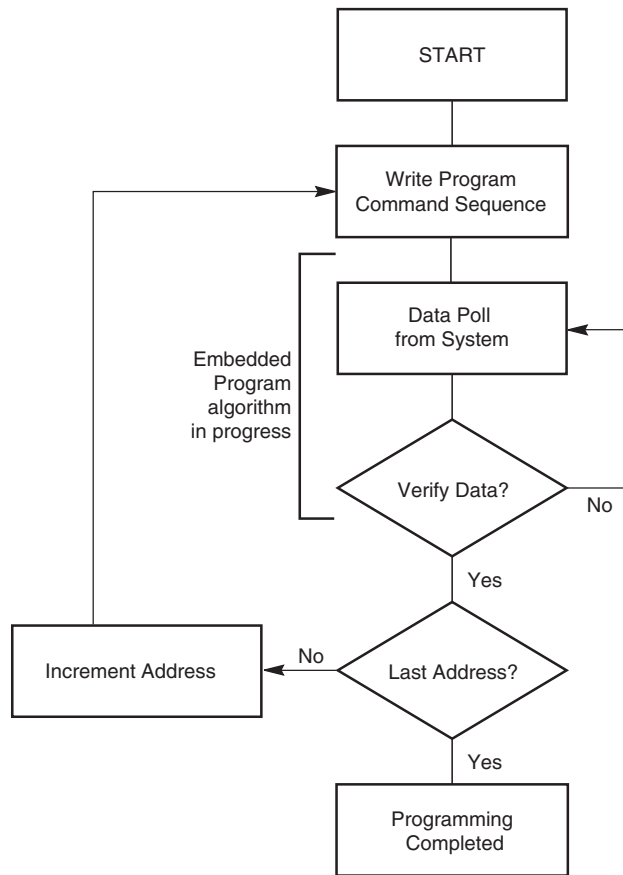 START
Write Program
Command Sequence
Data Poll
from System
Embedded
Program
algorithm
in progress
Verify Data?
No
Yes
No
Increment Address
Last Address?
Yes
Programming
Completed